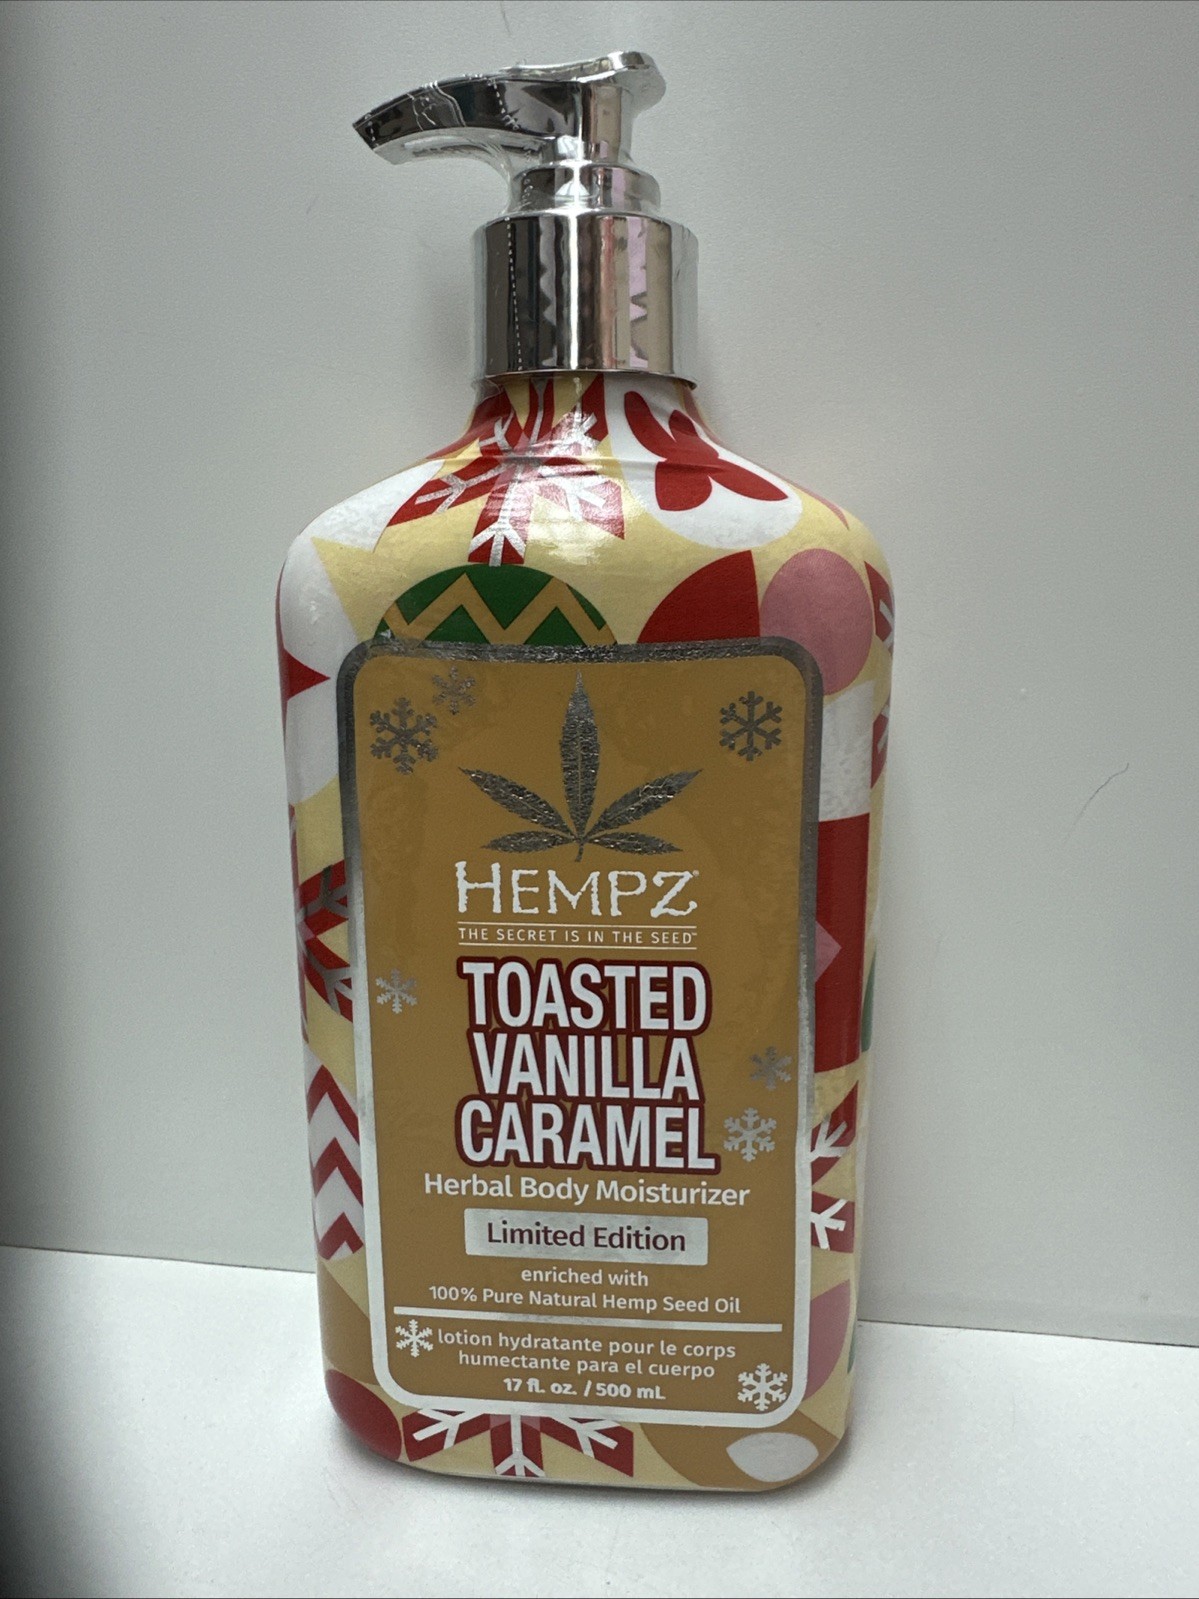 HEMPZ®
THE SECRET IS IN THE SEED™
TOASTED
VANILLA
CARAMEL
Herbal Body Moisturizer
Limited Edition
enriched with
100% Pure Natural Hemp Seed Oil
lotion hydratante pour le corps
humectante para el cuerpo
17 fl. oz. / 500 mL